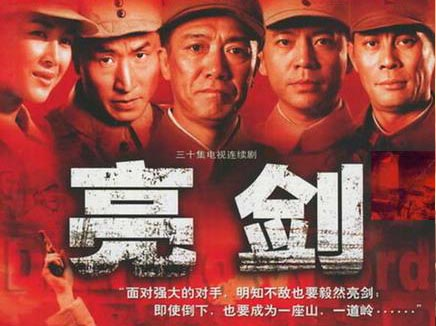 三十集电视连续剧
亮剑
“面对强大的对手，明知不敌也要毅然亮剑；
即使倒下，也要成为一座山，一道岭······”